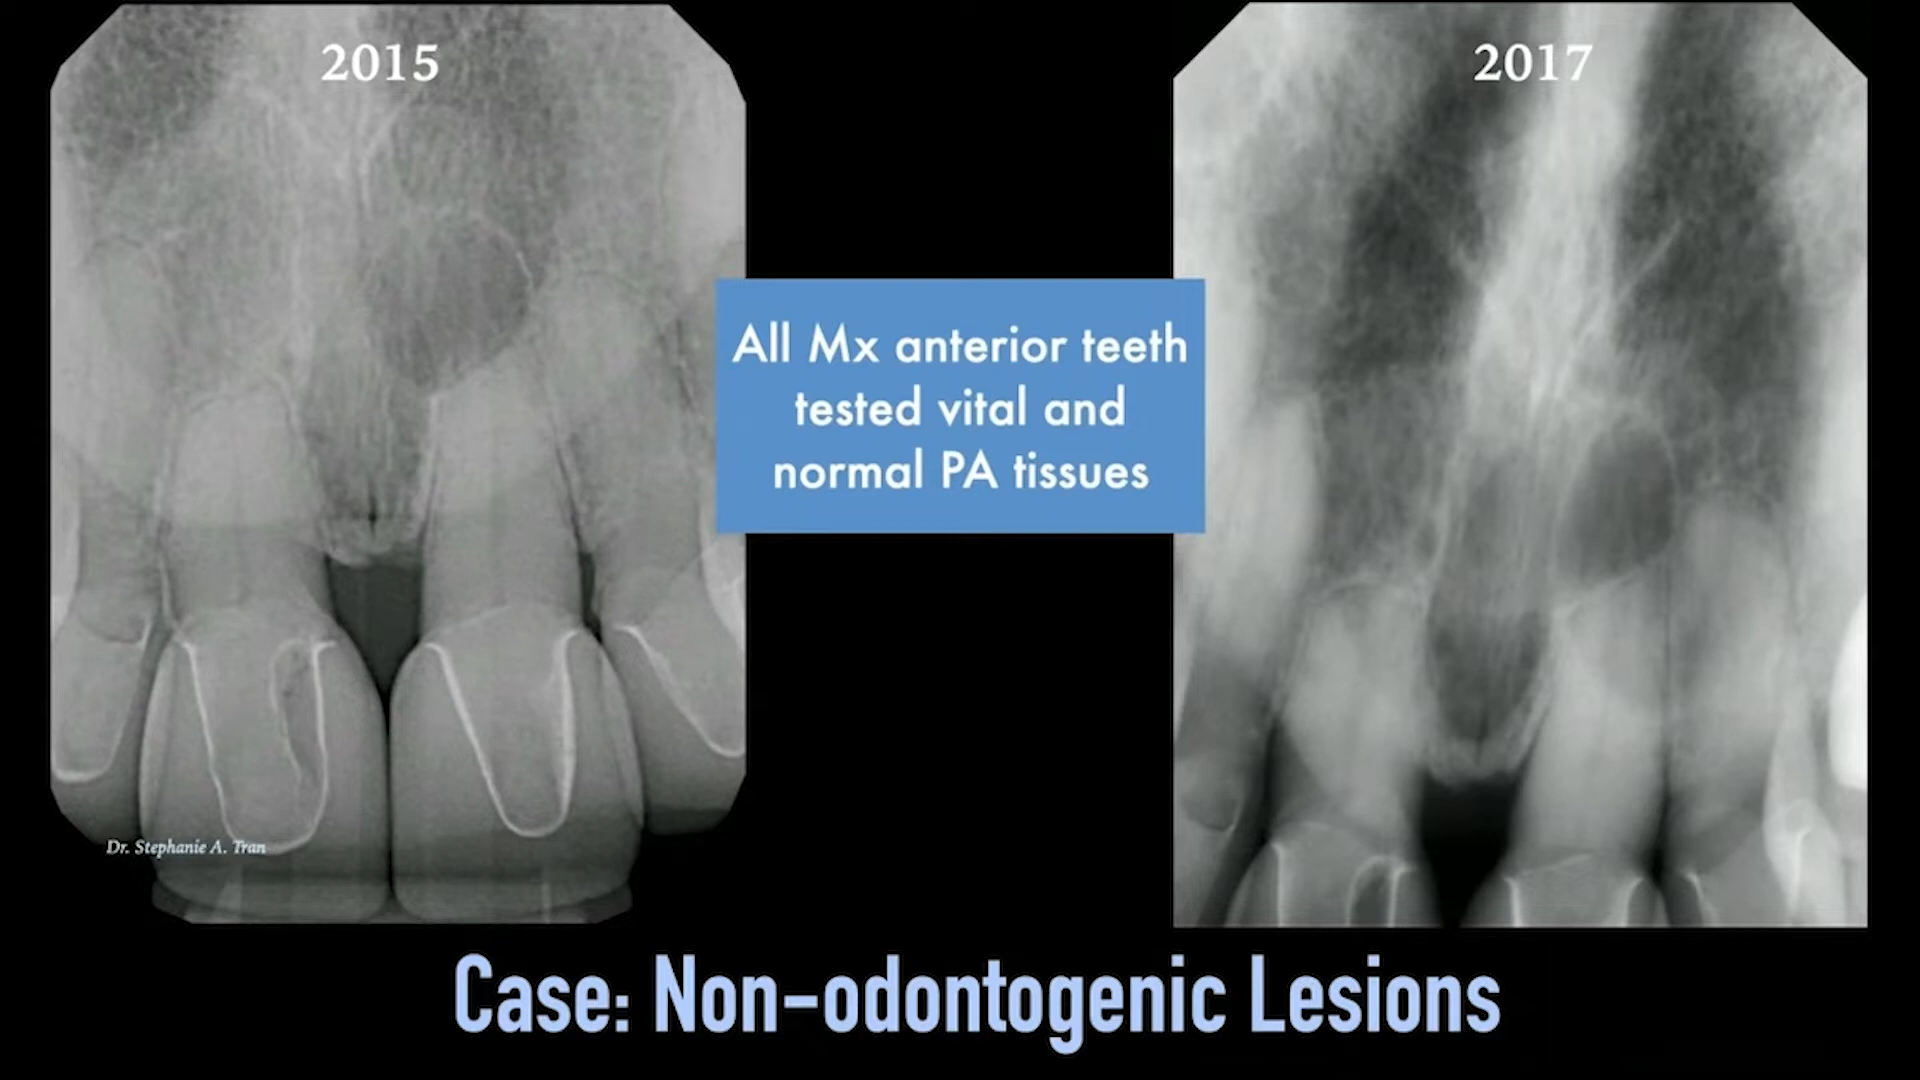 2015
2017
All Mx anterior teeth
tested vital and
normal PA tissues
Dr. Stephanie A. Tran
Case: Non-odontogenic Lesions